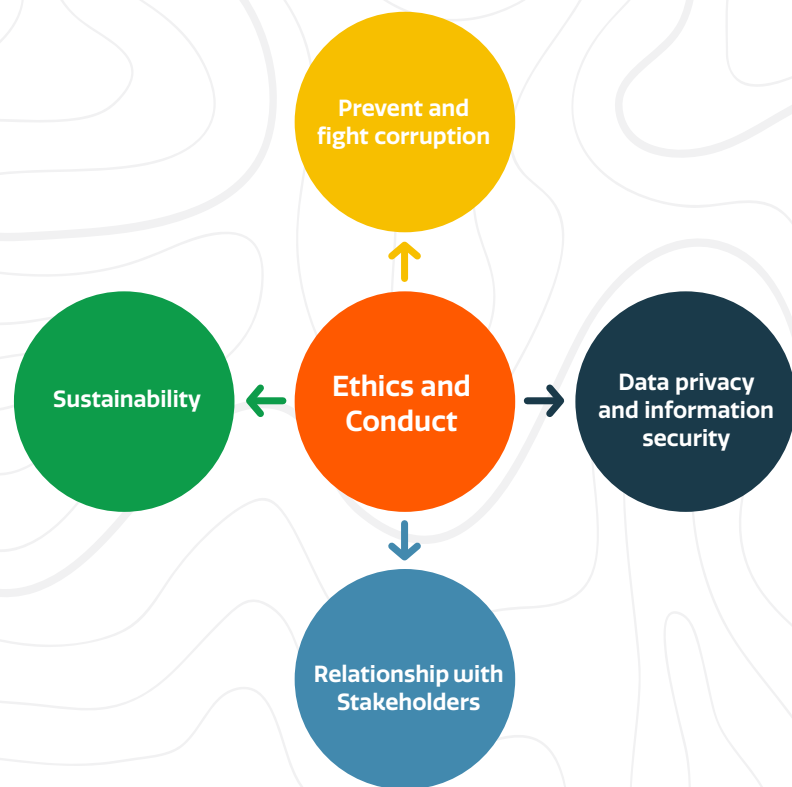 Prevent and
fight corruption
Sustainability
Ethics and
Conduct
Data privacy
and information
security
Relationship with
Stakeholders